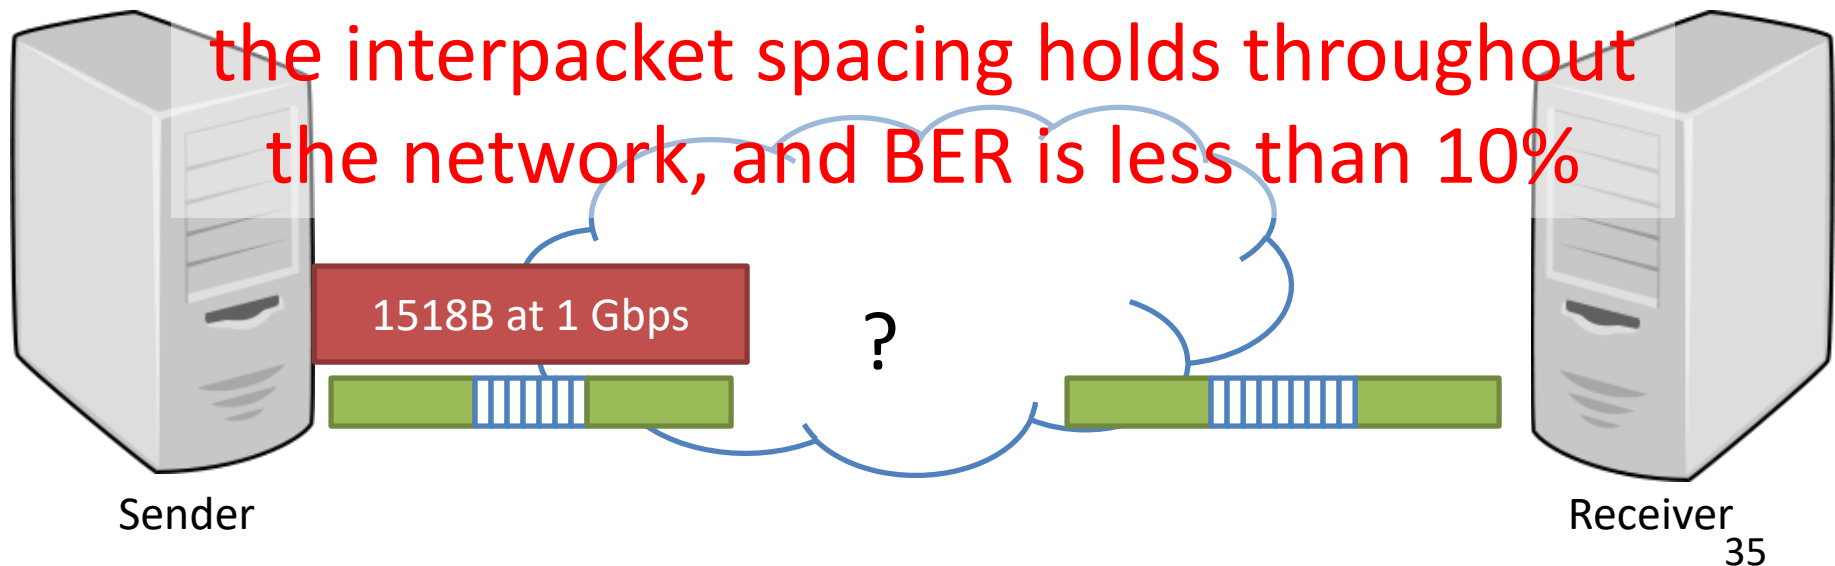 the interpacket spacing holds throughout
the network, and BER is less than 10%
1518B at 1 Gbps
?
Sender
Receiver
35